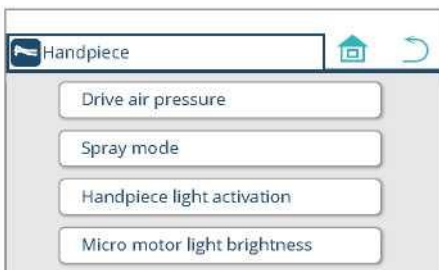 Handpiece
Drive air pressure
Spray mode
Handpiece light activation
Micro motor light brightness